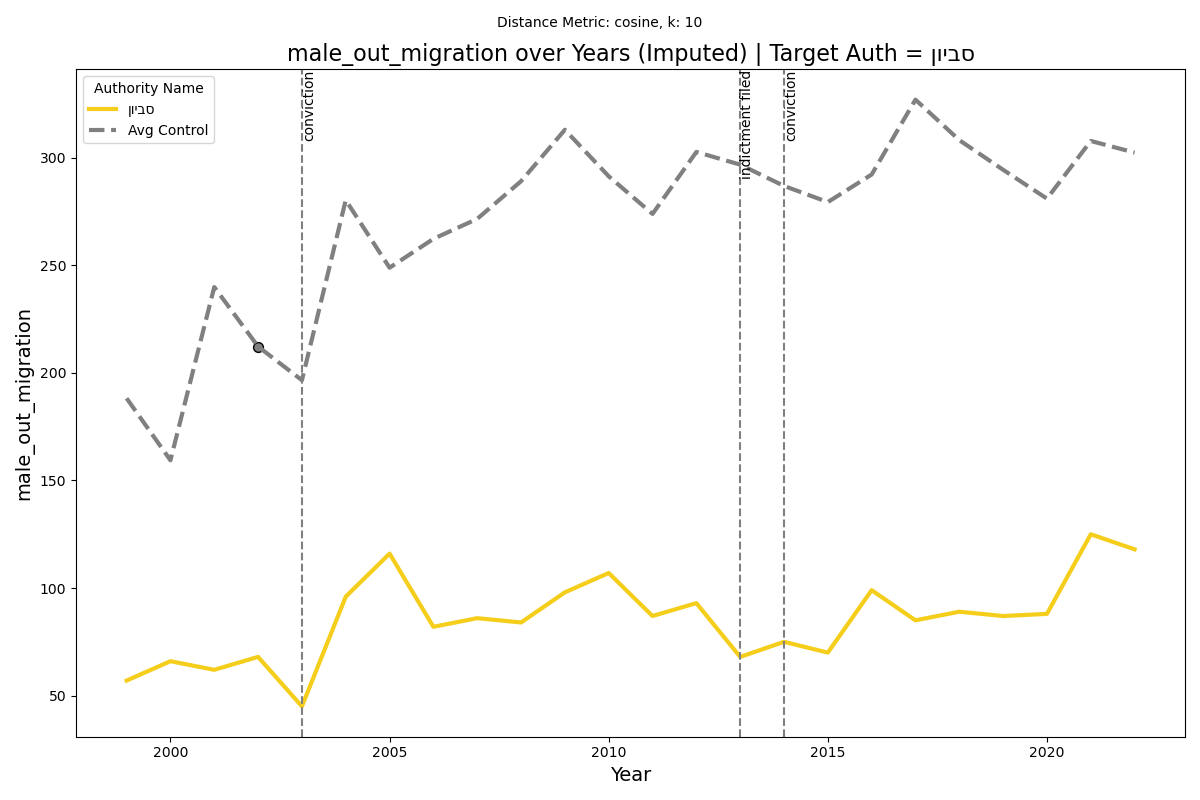 Distance Metric: cosine, k: 10
male_out_migration over Years (Imputed) | Target Auth = סביון
Authority Name
סביון
Avg Control
conviction
indictment filed
conviction
male_out_migration
300
250
200
150
100
50
2000
2005
2010
2015
2020
Year